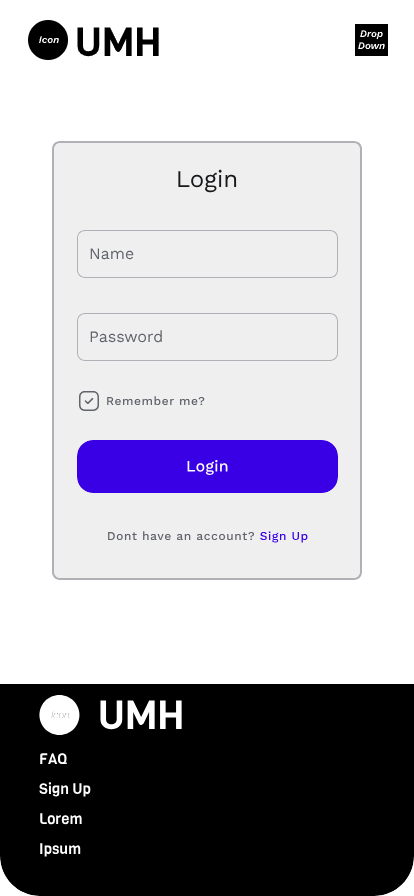 Icon UMH
Drop
Down
Login
Name
Password
Remember me?
Login
Dont have an account? Sign Up
Icon UMH
FAQ
Sign Up
Lorem
Ipsum